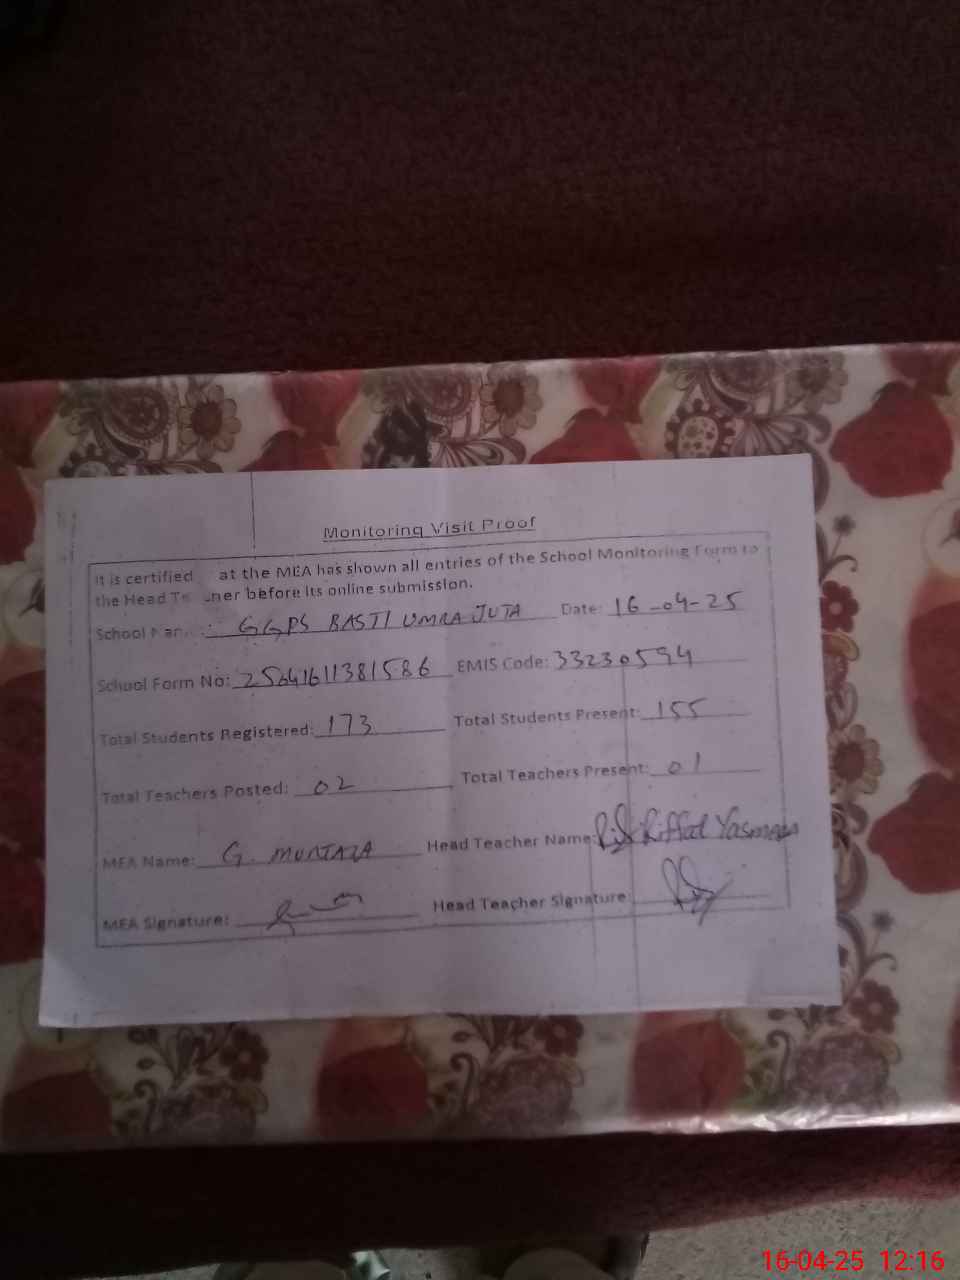 Monitoring Visit Proof
It is certified at the MEA has shown all entries of the School Monitoring Form to
the Head before its online submission.
School : GGPS BASTI UMRA JUTA Date: 16-04-25
School Form No: 25641611381586 EMIS Code: 33230594
Total Students Registered: 173 Total Students Present: 155
Total Teachers Posted: 02 Total Teachers Present: 01
MEA Name: G. MURTAZA Head Teacher Name: Riffat Yasmeen
MEA Signature: Head Teacher Signature:
16-04-25 12:16